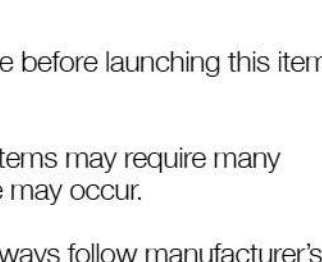 e before launching this item
tems may require many
e may occur.
ways follow manufacturer's